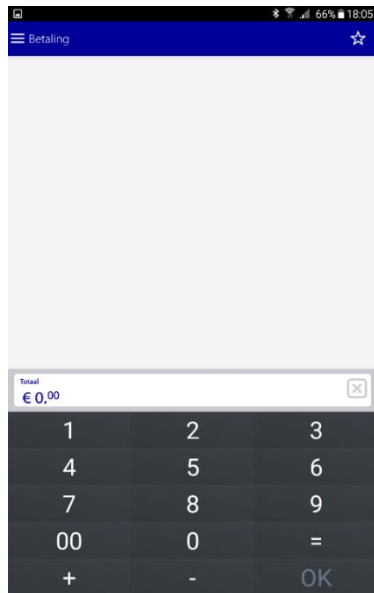 66% 18:05
Betaling
Totaal
€ 0,00
1 2 3
4 5 6
7 8 9
00 0 =
+ - OK